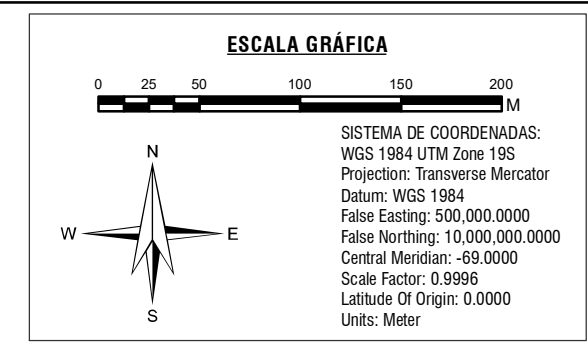 ESCALA GRÁFICA
0 25 50 100 150 200
M
N
W E
S
SISTEMA DE COORDENADAS:
WGS 1984 UTM Zone 19S
Projection: Transverse Mercator
Datum: WGS 1984
False Easting: 500,000.0000
False Northing: 10,000,000.0000
Central Meridian: -69.0000
Scale Factor: 0.9996
Latitude Of Origin: 0.0000
Units: Meter